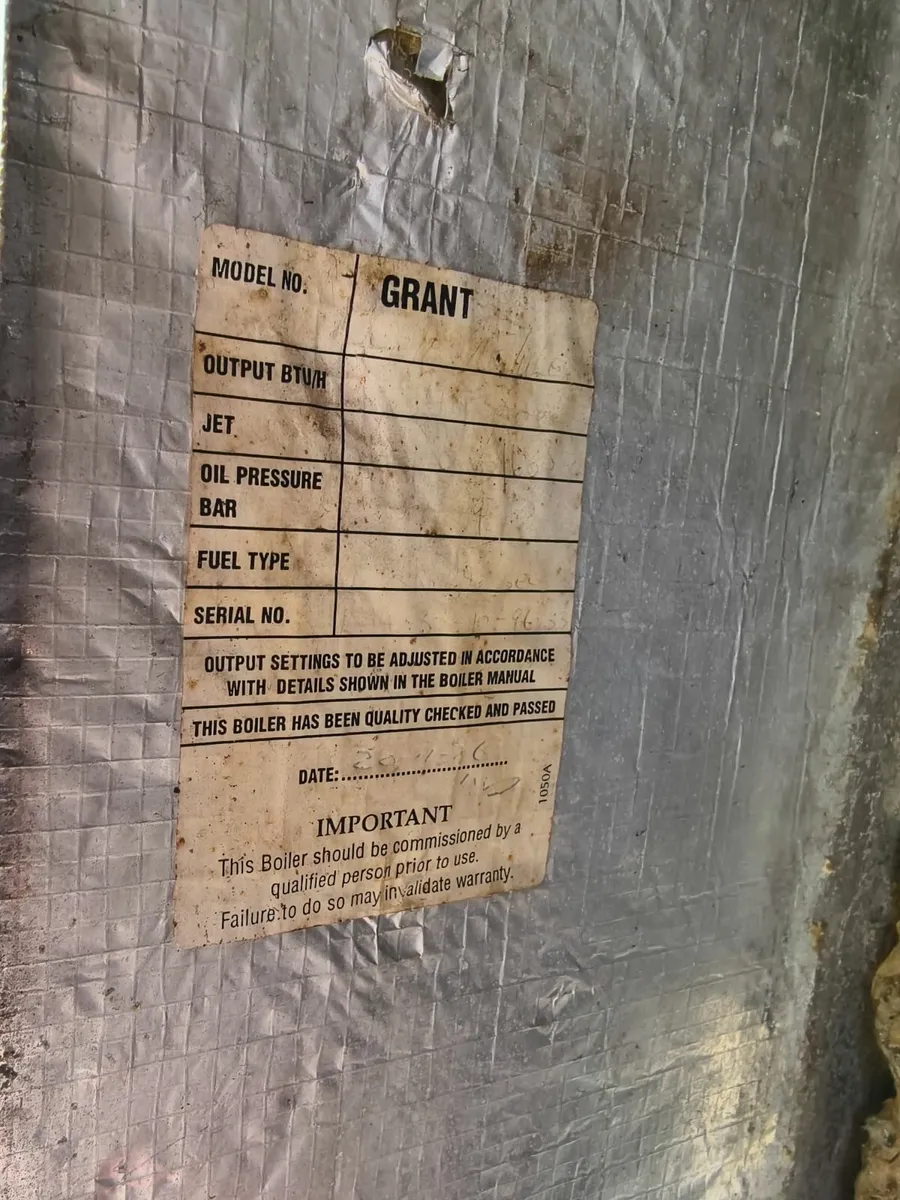 MODEL NO. GRANT
OUTPUT BTU/H
JET
OIL PRESSURE
BAR
FUEL TYPE
SERIAL NO.
OUTPUT SETTINGS TO BE ADJUSTED IN ACCORDANCE
WITH DETAILS SHOWN IN THE BOILER MANUAL
THIS BOILER HAS BEEN QUALITY CHECKED AND PASSED
DATE:
1050A
IMPORTANT
This Boiler should be commissioned by a
qualified person prior to use.
Failure to do so may invalidate warranty.